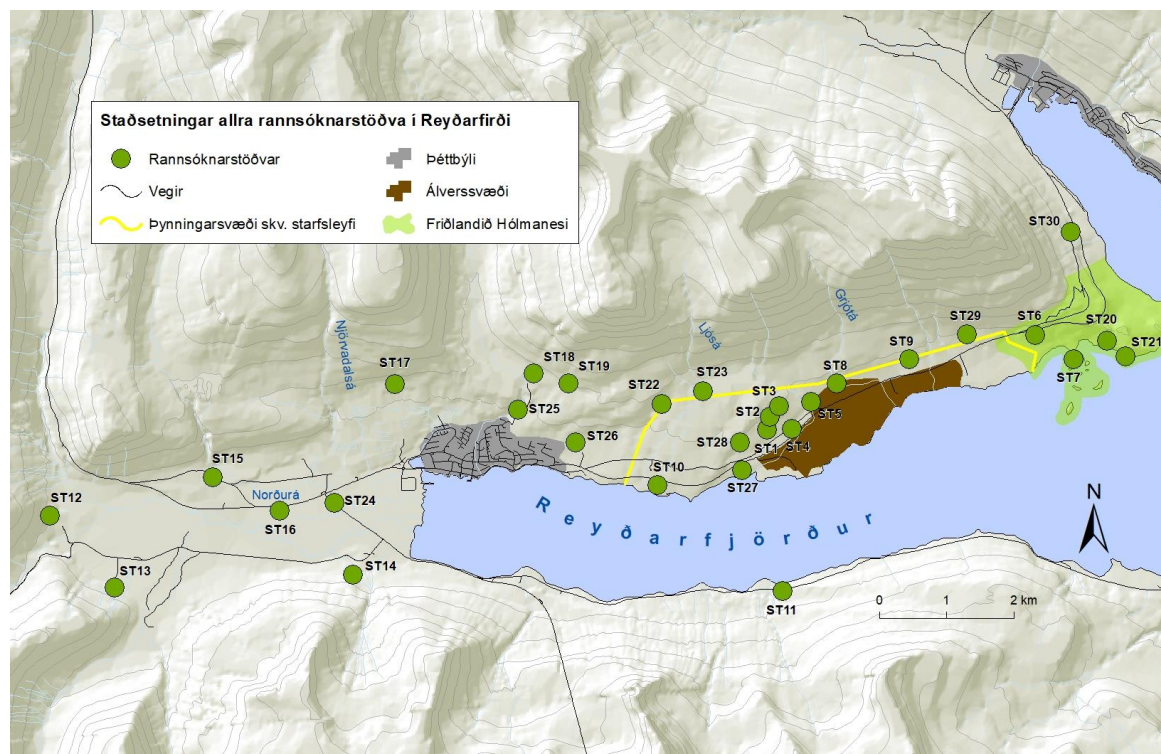 Staðsetningar allra rannsóknarstöðva í Reyðarfirði
Rannsóknarstöðvar
Þéttbýli
Vegir
Álverssvæði
Þynningarsvæði skv. starfsleyfi
Friðlandið Hólmanesi
ST30
Grjótá
Ljósá
Njörvadalsá
ST29
ST6
ST20
ST21
ST7
ST9
ST8
ST18
ST19
ST17
ST23
ST22
ST3
ST2
ST5
ST25
ST28
ST1
ST4
ST26
ST15
ST10
ST27
Norðurá
ST24
ST12
ST16
Reyðarfjörður
N
ST13
ST14
ST11
0 1 2 km